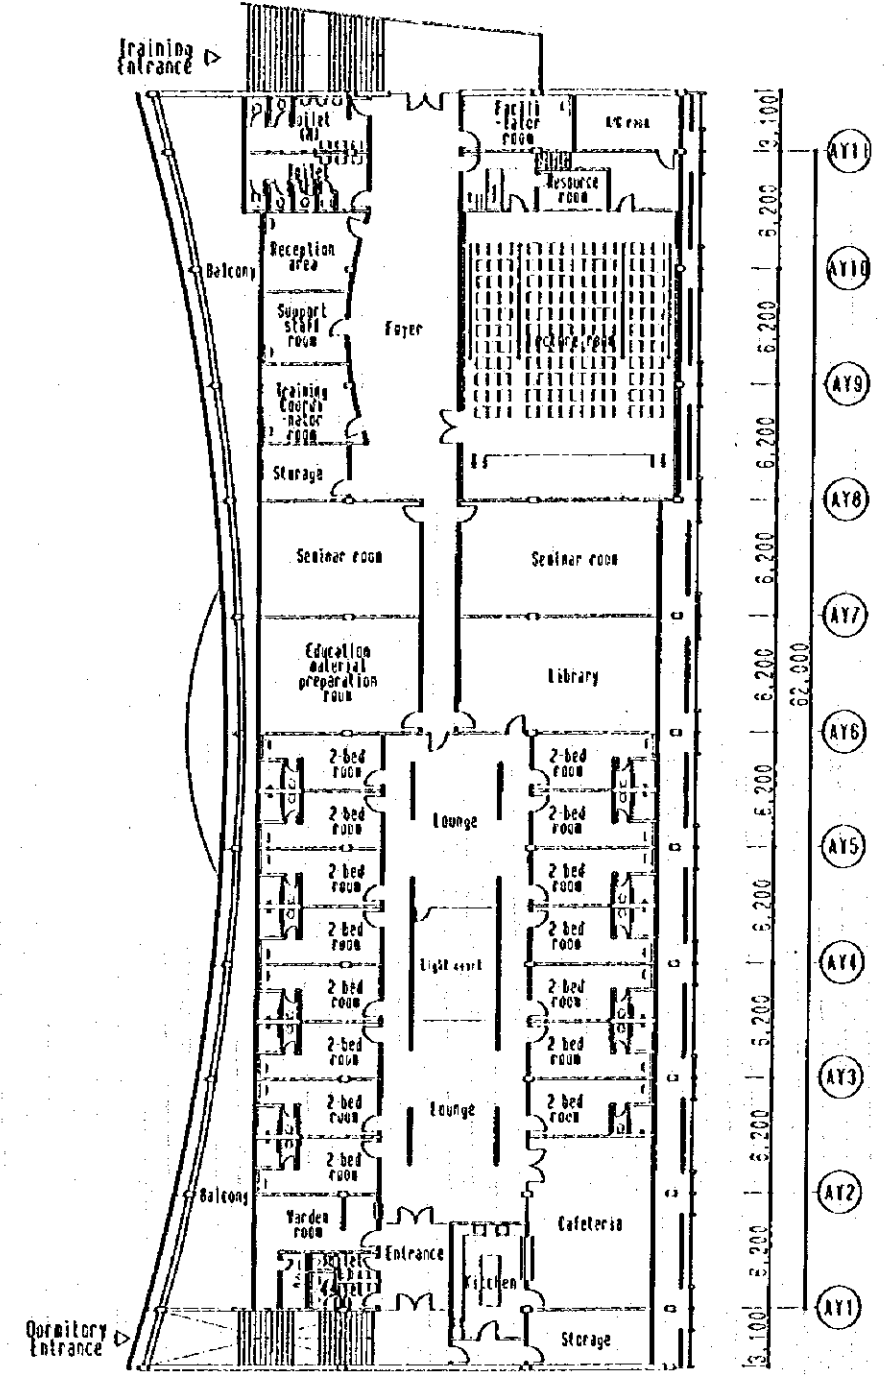 Training
Entrance
Toilet
(M)
Facili
-tator
room
3,100
AY11
Toilet
Resource
room
6,200
Reception
area
Balcony
AY10
Support
staff
room
Foyer
Lecture room
6,200
Training
Coordi
-nator
room
AY9
6,200
Storage
AY8
Seminar room
Seminar room
6,200
AY7
Education
material
preparation
room
Library
6,200
62,000
AY6
2-bed
room
2-bed
room
2-bed
room
2-bed
room
Lounge
6,200
AY5
2-bed
room
2-bed
room
2-bed
room
2-bed
room
Light court
6,200
AY4
2-bed
room
2-bed
room
2-bed
room
2-bed
room
6,200
AY3
2-bed
room
2-bed
room
Lounge
6,200
2-bed
room
Balcony
AY2
Warden
room
Cafeteria
Entrance
6,200
Kitchen
AY1
Dormitory
Entrance
Storage
3,100